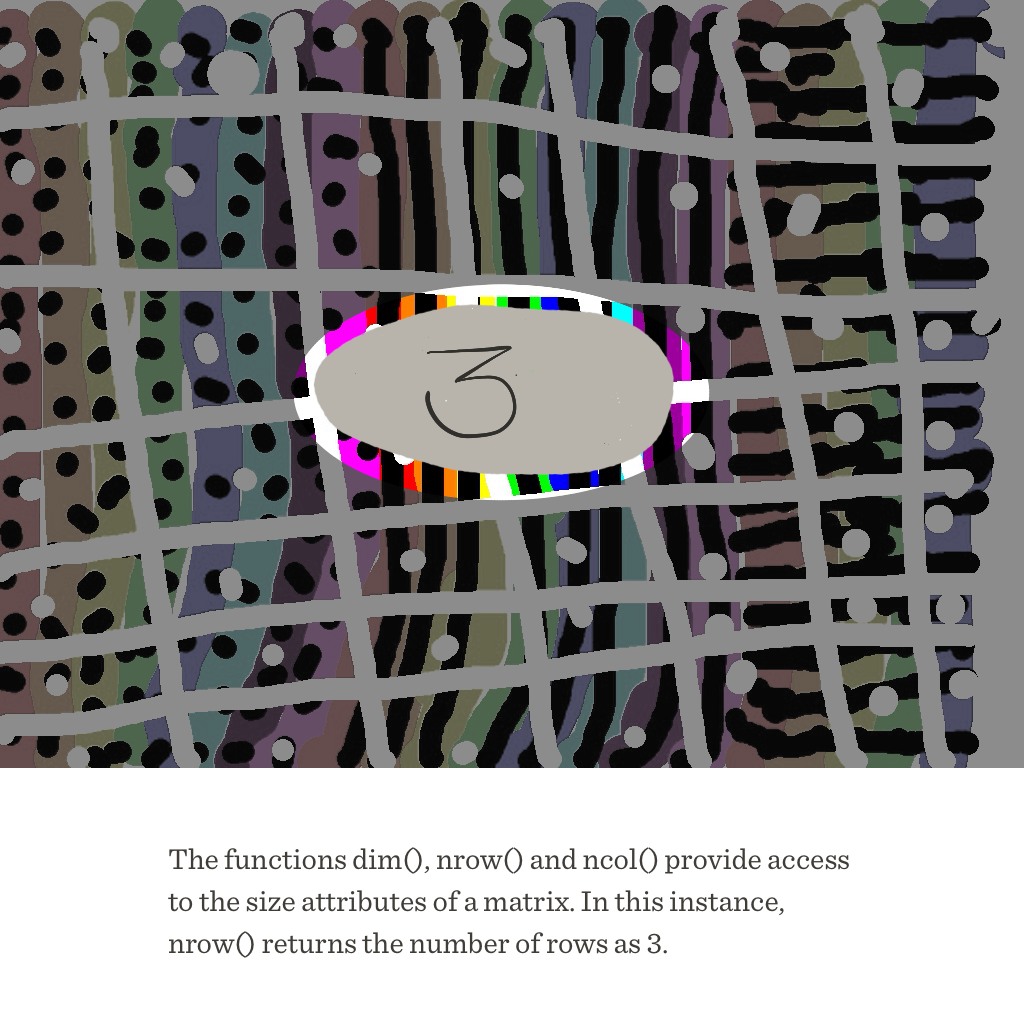 3
The functions dim(), nrow() and ncol() provide access
to the size attributes of a matrix. In this instance,
nrow() returns the number of rows as 3.